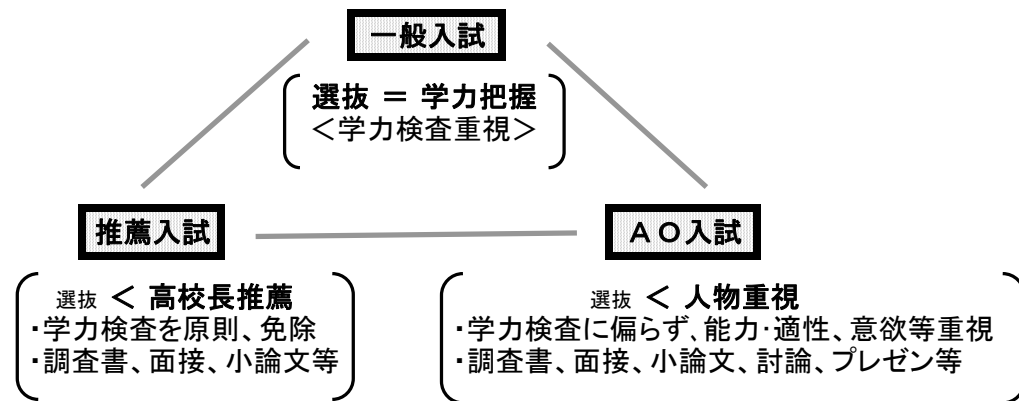 一般入試
選抜 ＝ 学力把握
＜学力検査重視＞
推薦入試
選抜 ＜ 高校長推薦
・学力検査を原則、免除
・調査書、面接、小論文等
ＡＯ入試
選抜 ＜ 人物重視
・学力検査に偏らず､能力･適性、意欲等重視
・調査書、面接、小論文、討論、プレゼン等